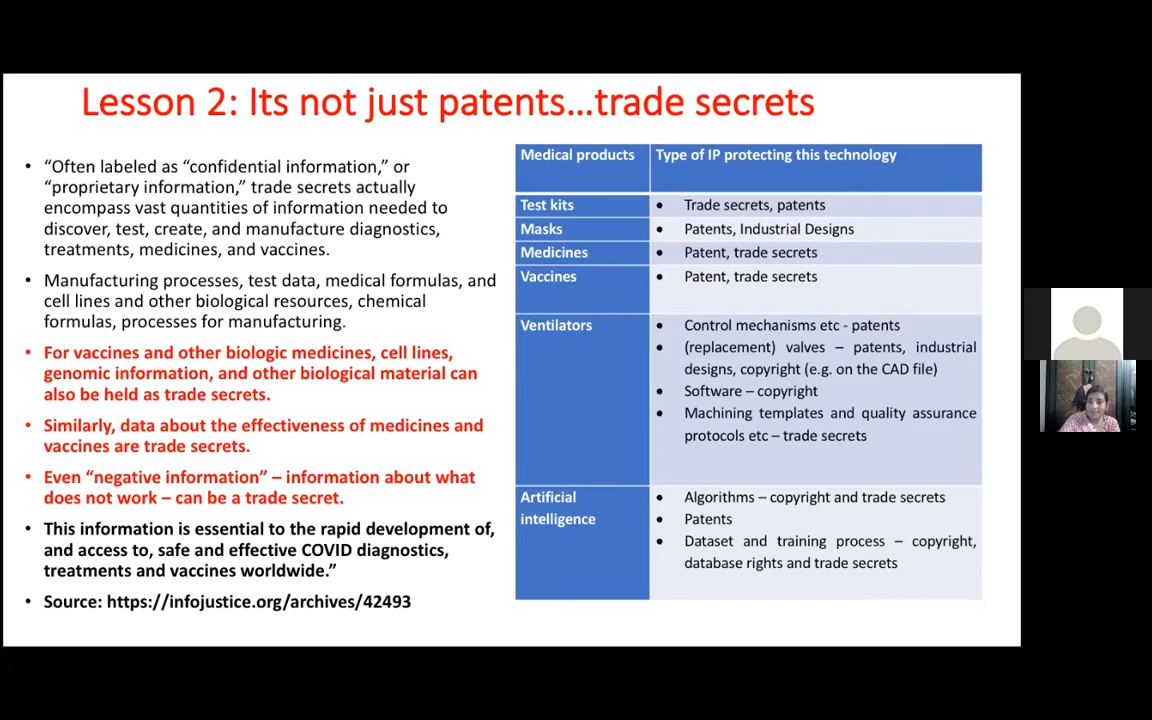 Lesson 2: Its not just patents...trade secrets
• “Often labeled as “confidential information,” or
“proprietary information,” trade secrets actually
encompass vast quantities of information needed to
discover, test, create, and manufacture diagnostics,
treatments, medicines, and vaccines.
• Manufacturing processes, test data, medical formulas, and
cell lines and other biological resources, chemical
formulas, processes for manufacturing.
• For vaccines and other biologic medicines, cell lines,
genomic information, and other biological material can
also be held as trade secrets.
• Similarly, data about the effectiveness of medicines and
vaccines are trade secrets.
• Even “negative information” – information about what
does not work – can be a trade secret.
• This information is essential to the rapid development of,
and access to, safe and effective COVID diagnostics,
treatments and vaccines worldwide.”
• Source: https://infojustice.org/archives/42493
Medical products Type of IP protecting this technology
Test kits • Trade secrets, patents
Masks • Patents, Industrial Designs
Medicines • Patent, trade secrets
Vaccines • Patent, trade secrets
Ventilators • Control mechanisms etc - patents
• (replacement) valves – patents, industrial
designs, copyright (e.g. on the CAD file)
• Software – copyright
• Machining templates and quality assurance
protocols etc – trade secrets
Artificial • Algorithms – copyright and trade secrets
intelligence • Patents
• Dataset and training process – copyright,
database rights and trade secrets